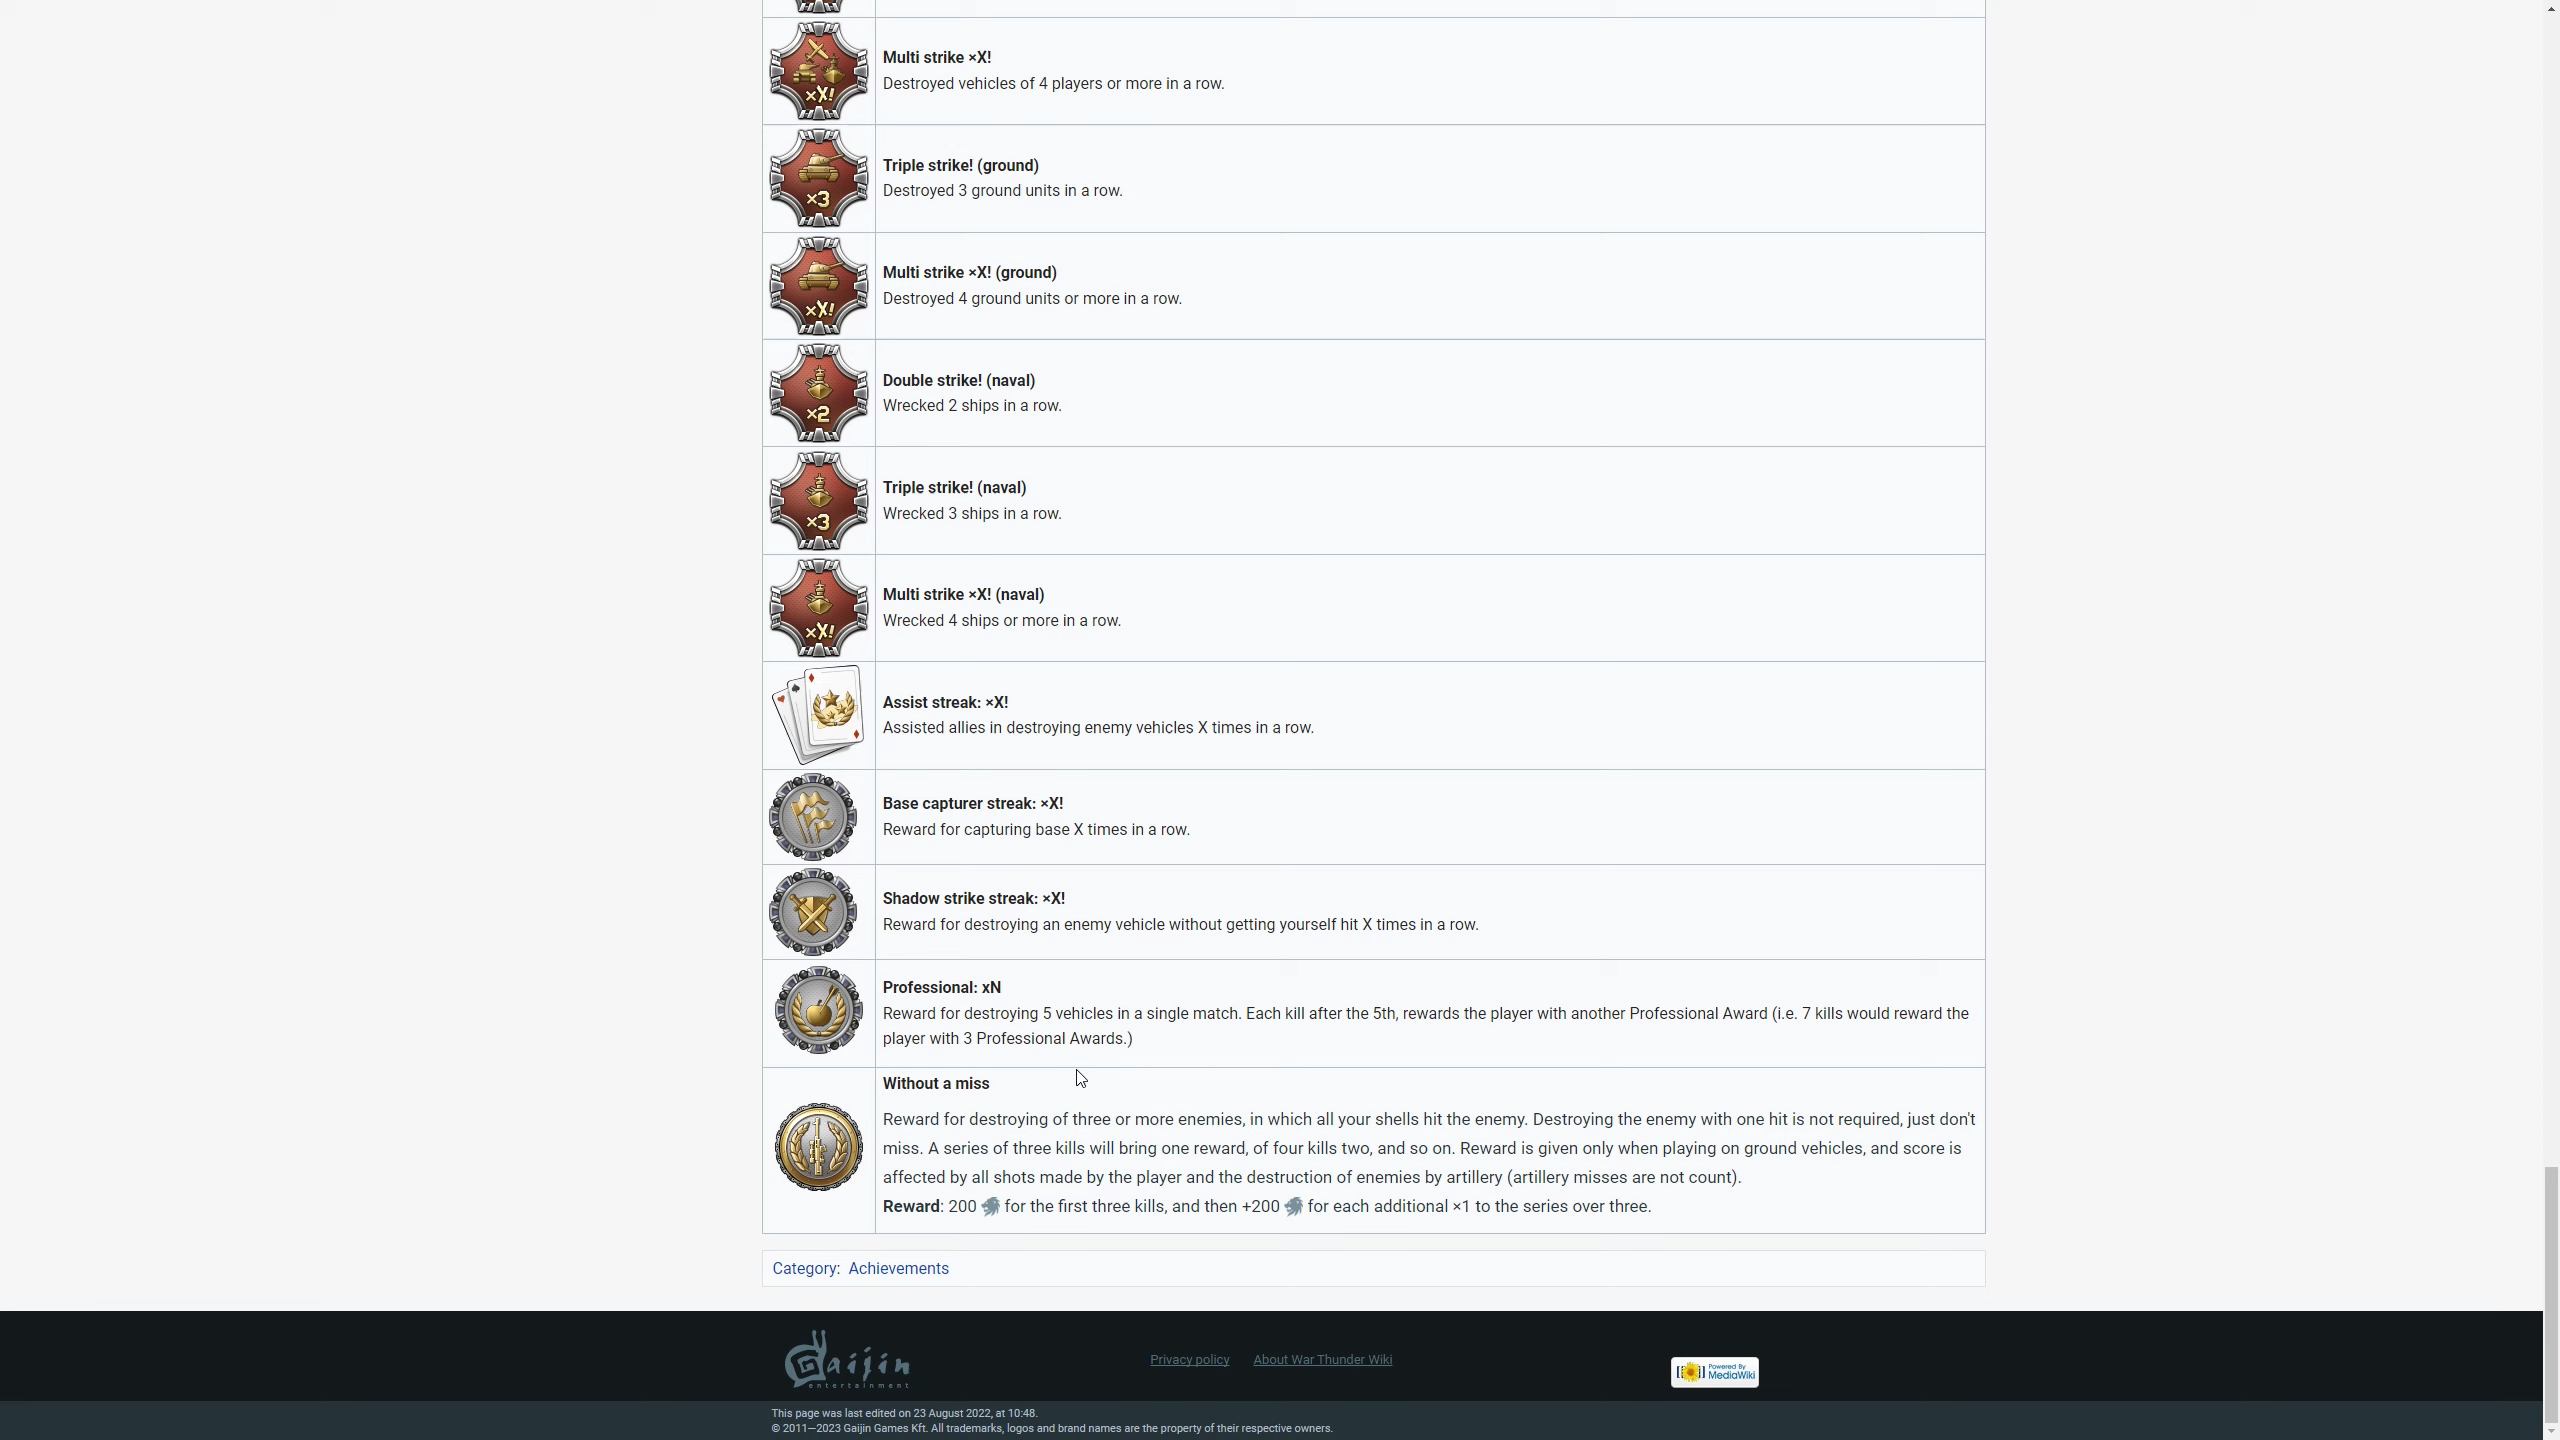 Multi strike ×X!
Destroyed vehicles of 4 players or more in a row.
×X!
Triple strike! (ground)
Destroyed 3 ground units in a row.
×3
Multi strike ×X! (ground)
Destroyed 4 ground units or more in a row.
×X!
Double strike! (naval)
Wrecked 2 ships in a row.
×2
Triple strike! (naval)
Wrecked 3 ships in a row.
×3
Multi strike ×X! (naval)
Wrecked 4 ships or more in a row.
×X!
Assist streak: ×X!
Assisted allies in destroying enemy vehicles X times in a row.
Base capturer streak: ×X!
Reward for capturing base X times in a row.
Shadow strike streak: ×X!
Reward for destroying an enemy vehicle without getting yourself hit X times in a row.
Professional: xN
Reward for destroying 5 vehicles in a single match. Each kill after the 5th, rewards the player with another Professional Award (i.e. 7 kills would reward the
player with 3 Professional Awards.)
Without a miss
Reward for destroying of three or more enemies, in which all your shells hit the enemy. Destroying the enemy with one hit is not required, just don't
miss. A series of three kills will bring one reward, of four kills two, and so on. Reward is given only when playing on ground vehicles, and score is
affected by all shots made by the player and the destruction of enemies by artillery (artillery misses are not count).
Reward: 200 for the first three kills, and then +200 for each additional ×1 to the series over three.
Category: Achievements
Gaijin
entertainment
Privacy policy
About War Thunder Wiki
Powered By
MediaWiki
This page was last edited on 23 August 2022, at 10:48.
© 2011—2023 Gaijin Games Kft. All trademarks, logos and brand names are the property of their respective owners.